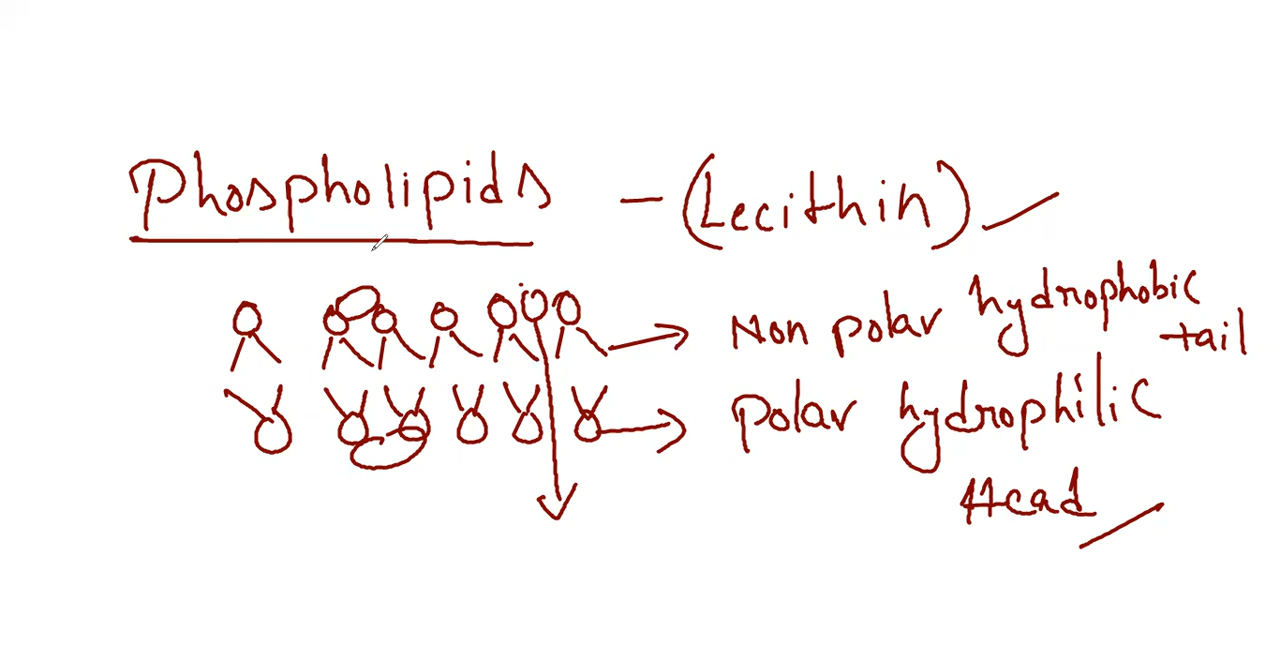 Phospholipids - (Lecithin)
Non polar hydrophobic
tail
polar hydrophilic
Head